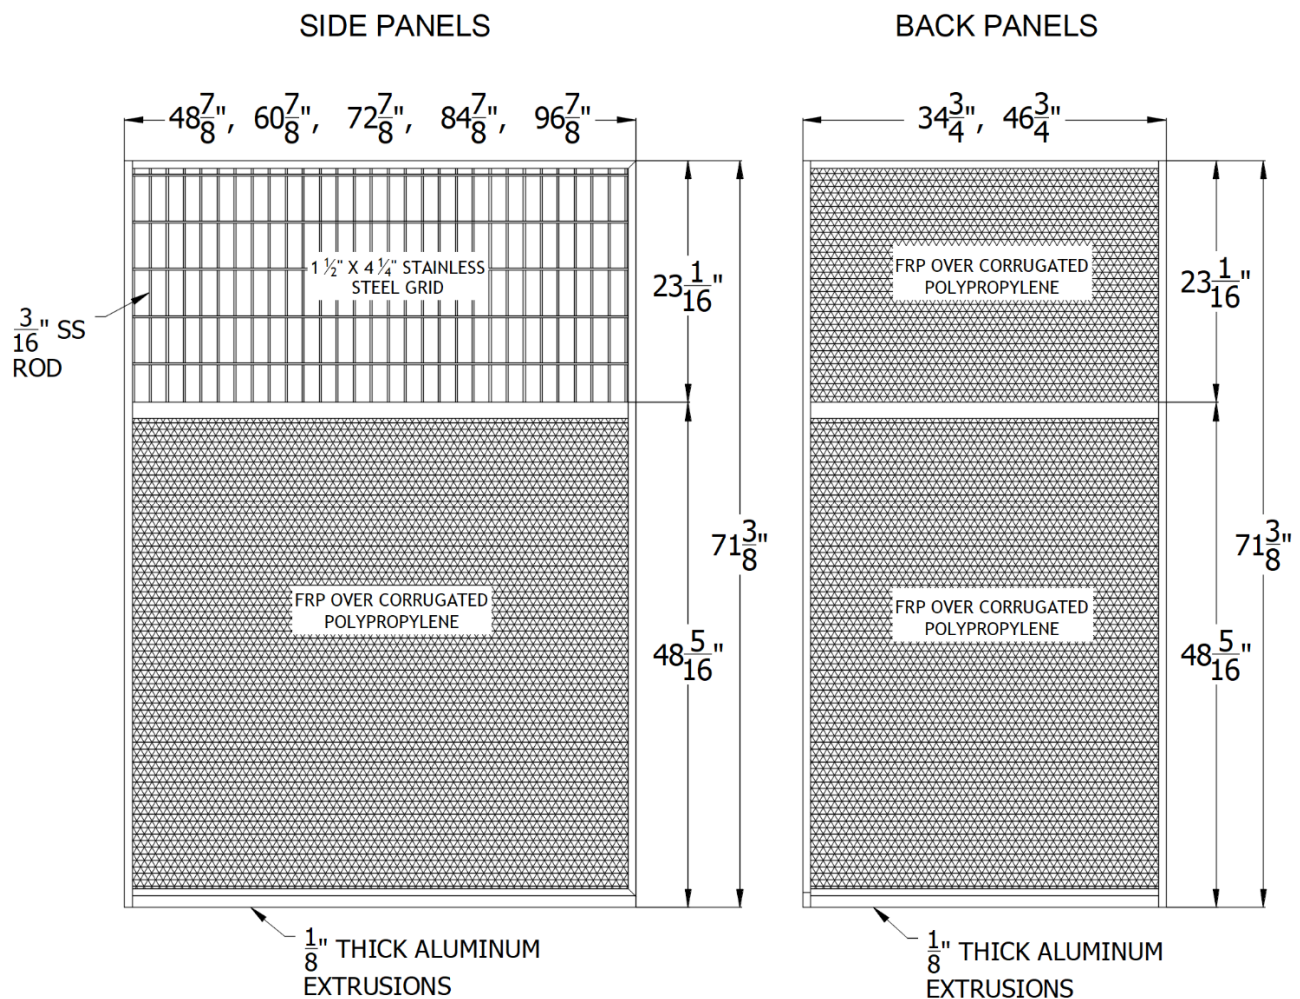 SIDE PANELS
48 7/8", 60 7/8", 72 7/8", 84 7/8", 96 7/8"
1 ½" X 4 ¼" STAINLESS
STEEL GRID
3/16" SS
ROD
23 1/16"
71 3/8"
FRP OVER CORRUGATED
POLYPROPYLENE
48 5/16"
1/8" THICK ALUMINUM
EXTRUSIONS
BACK PANELS
34 3/4", 46 3/4"
FRP OVER CORRUGATED
POLYPROPYLENE
23 1/16"
71 3/8"
FRP OVER CORRUGATED
POLYPROPYLENE
48 5/16"
1/8" THICK ALUMINUM
EXTRUSIONS